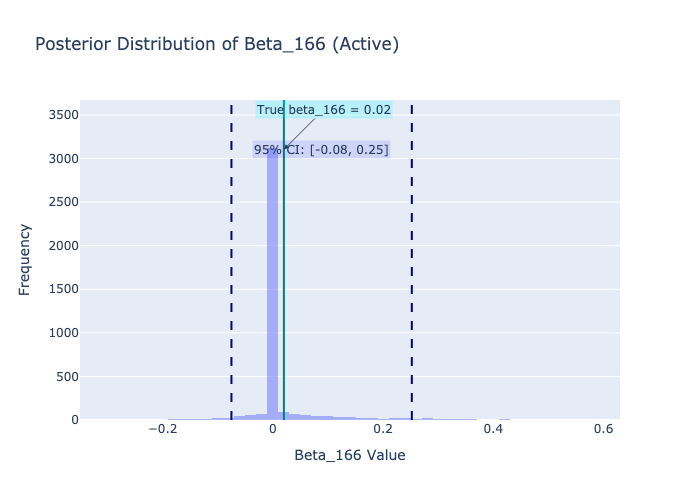 Posterior Distribution of Beta_166 (Active)
True beta_166 = 0.02
95% CI: [-0.08, 0.25]
3500
3000
2500
2000
1500
1000
500
0
Frequency
−0.2
0
0.2
0.4
0.6
Beta_166 Value